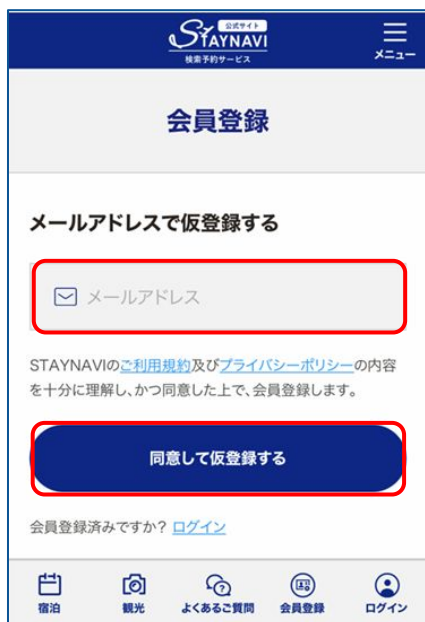 公式サイト
STAYNAVI
検索予約サービス
メニュー
会員登録
メールアドレスで仮登録する
メールアドレス
STAYNAVIのご利用規約及びプライバシーポリシーの内容
を十分に理解し、かつ同意した上で、会員登録します。
同意して仮登録する
会員登録済みですか? ログイン
宿泊 観光 よくあるご質問 会員登録 ログイン